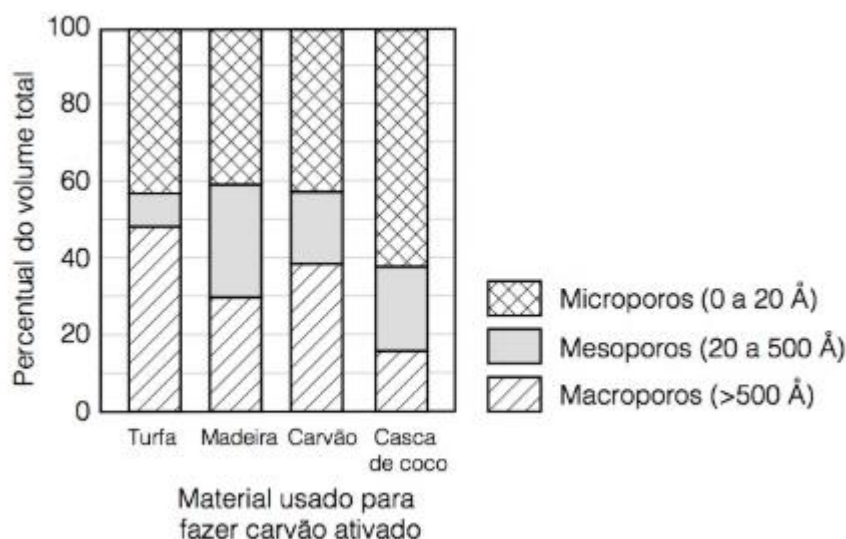 Percentual do volume total
100
80
60
40
20
0
Turfa
Madeira
Carvão
Casca
de coco
Material usado para
fazer carvão ativado
Microporos (0 a 20 Å)
Mesoporos (20 a 500 Å)
Macroporos (>500 Å)